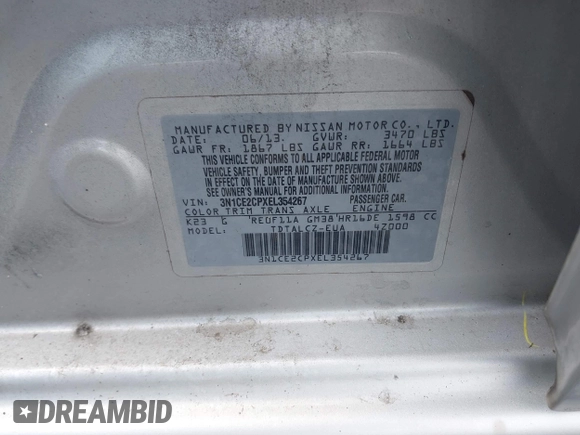 MANUFACTURED BY NISSAN MOTOR CO., LTD.
DATE: 06/13. GVWR: 3470 LBS
GAWR FR: 1867 LBS GAWR RR: 1664 LBS
THIS VEHICLE CONFORMS TO ALL APPLICABLE FEDERAL MOTOR
VEHICLE SAFETY, BUMPER AND THEFT PREVENTION STANDARDS
IN EFFECT ON THE DATE OF MANUFACTURE SHOWN ABOVE.
SEE OWNER'S MANUAL FOR ADDITIONAL INFORMATION.
VIN: 3N1CE2CPXEL354267 PASSENGER CAR.
COLOR TRIM TRANS AXLE ENGINE
K23 G 'RE0F11A GM38'HR16DE 1598 CC
MODEL: TDTALCZ-EUA 4Z000
3N1CE2CPXEL354267
DREAMBID